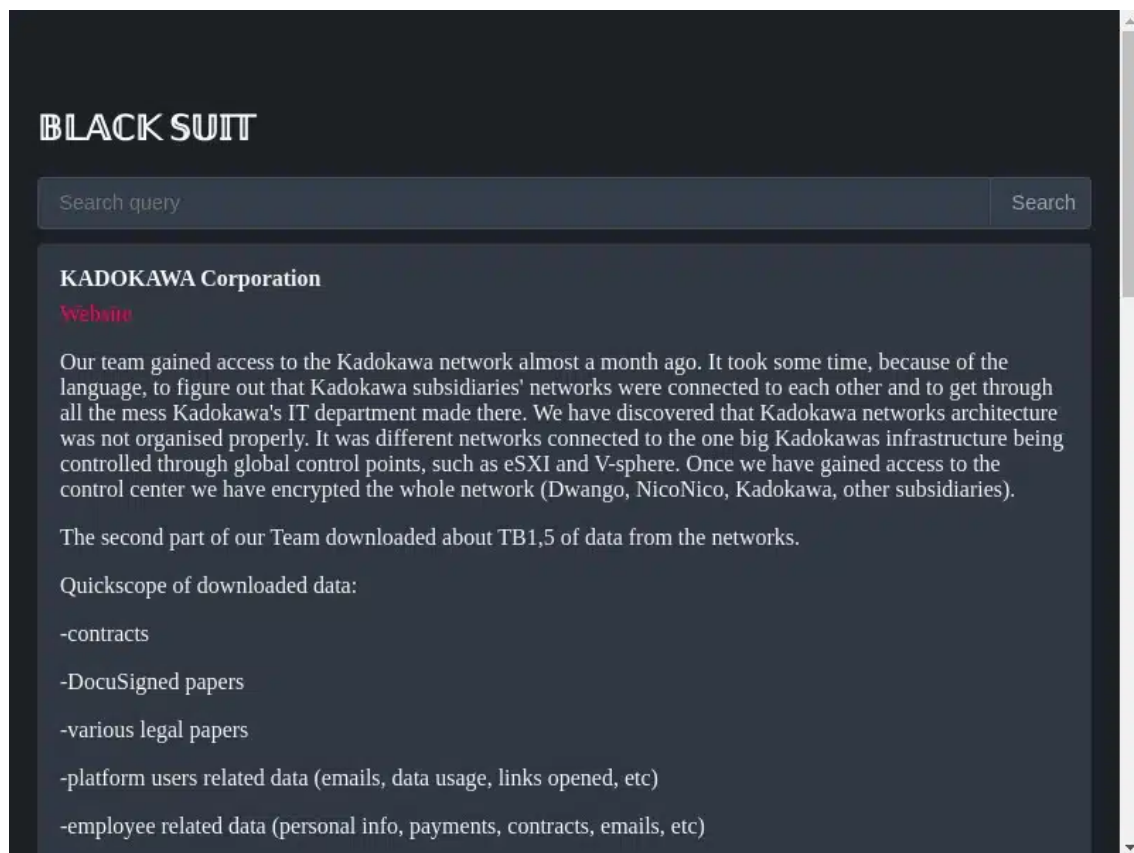 BLACK SUIT
Search query
Search
KADOKAWA Corporation
Website
Our team gained access to the Kadokawa network almost a month ago. It took some time, because of the
language, to figure out that Kadokawa subsidiaries' networks were connected to each other and to get through
all the mess Kadokawa's IT department made there. We have discovered that Kadokawa networks architecture
was not organised properly. It was different networks connected to the one big Kadokawas infrastructure being
controlled through global control points, such as eSXI and V-sphere. Once we have gained access to the
control center we have encrypted the whole network (Dwango, NicoNico, Kadokawa, other subsidiaries).
The second part of our Team downloaded about TB1,5 of data from the networks.
Quickscope of downloaded data:
-contracts
-DocuSigned papers
-various legal papers
-platform users related data (emails, data usage, links opened, etc)
-employee related data (personal info, payments, contracts, emails, etc)